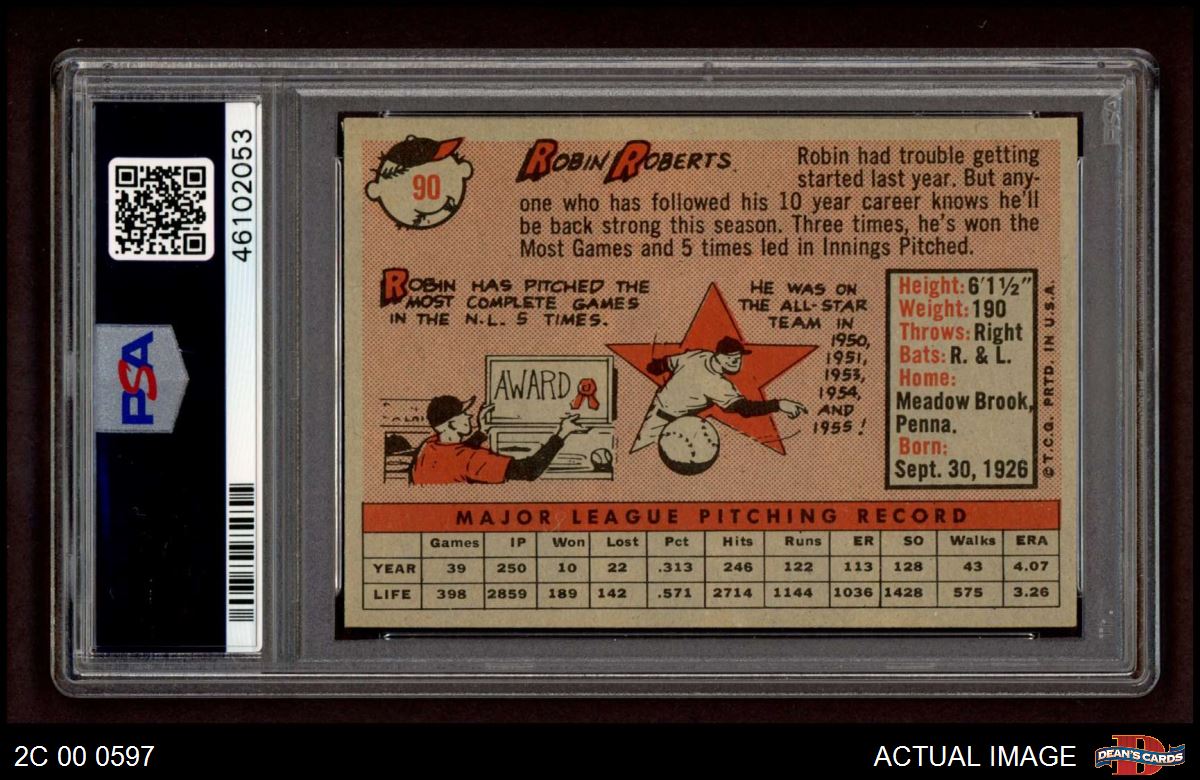 46102053
PSA
90
ROBIN ROBERTS
Robin had trouble getting
started last year. But any-
one who has followed his 10 year career knows he'll
be back strong this season. Three times, he's won the
Most Games and 5 times led in Innings Pitched.
ROBIN HAS PITCHED THE
MOST COMPLETE GAMES
IN THE N.L. 5 TIMES.
AWARD
HE WAS ON
THE ALL-STAR
TEAM IN
1950,
1951,
1953,
1954,
AND
1955!
Height: 6'1½"
Weight: 190
Throws: Right
Bats: R. & L.
Home:
Meadow Brook,
Penna.
Born:
Sept. 30, 1926
© T.C.G. PRTD. IN U.S.A.
MAJOR LEAGUE PITCHING RECORD
Games IP Won Lost Pct Hits Runs ER SO Walks ERA
YEAR 39 250 10 22 .313 246 122 113 128 43 4.07
LIFE 398 2859 189 142 .571 2714 1144 1036 1428 575 3.26
2C 00 0597
ACTUAL IMAGE
DEAN'S CARDS